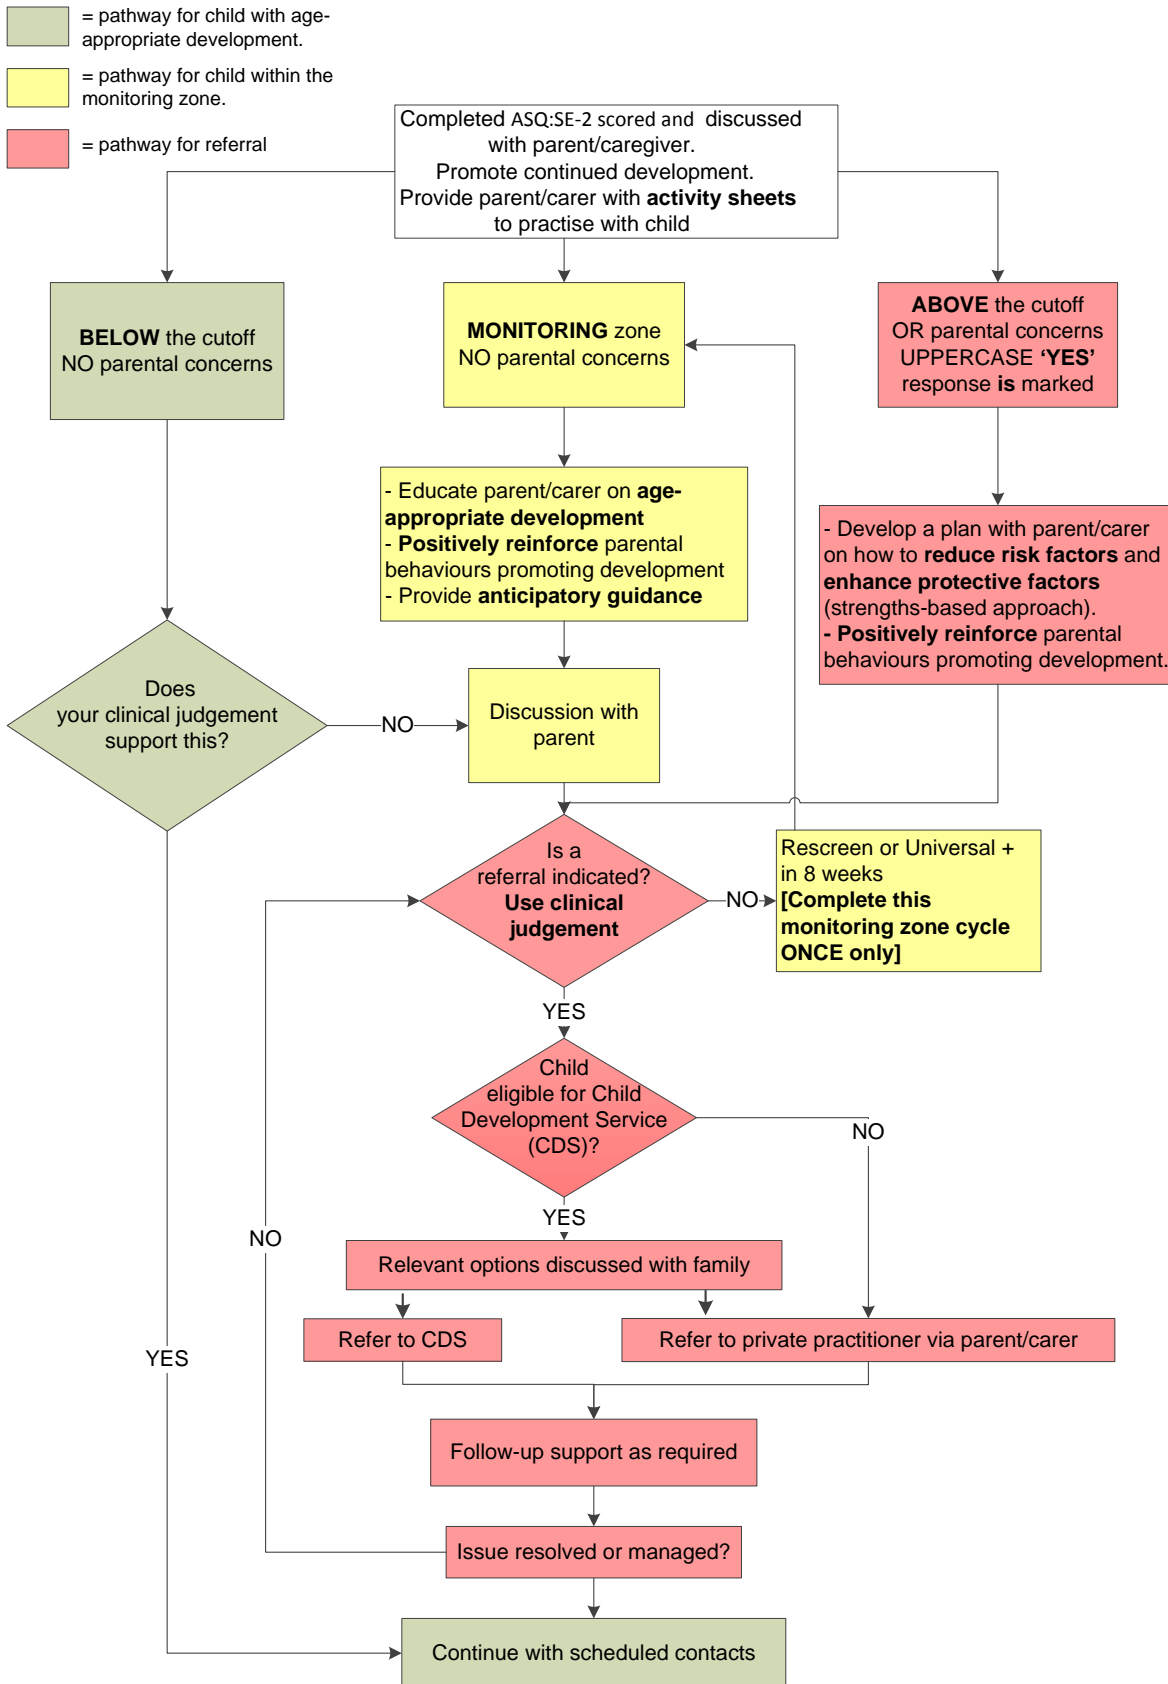 = pathway for child with age-
appropriate development.
= pathway for child within the
monitoring zone.
= pathway for referral
Completed ASQ:SE-2 scored and discussed
with parent/caregiver.
Promote continued development.
Provide parent/carer with activity sheets
to practise with child
BELOW the cutoff
NO parental concerns
MONITORING zone
NO parental concerns
ABOVE the cutoff
OR parental concerns
UPPERCASE ‘YES’
response is marked
- Educate parent/carer on age-
appropriate development
- Positively reinforce parental
behaviours promoting development
- Provide anticipatory guidance
- Develop a plan with parent/carer
on how to reduce risk factors and
enhance protective factors
(strengths-based approach).
- Positively reinforce parental
behaviours promoting development.
Does
your clinical judgement
support this?
NO
Discussion with
parent
Is a
referral indicated?
Use clinical
judgement
NO
Rescreen or Universal +
in 8 weeks
[Complete this
monitoring zone cycle
ONCE only]
YES
Child
eligible for Child
Development Service
(CDS)?
NO
YES
NO
Relevant options discussed with family
Refer to CDS
Refer to private practitioner via parent/carer
YES
Follow-up support as required
Issue resolved or managed?
Continue with scheduled contacts